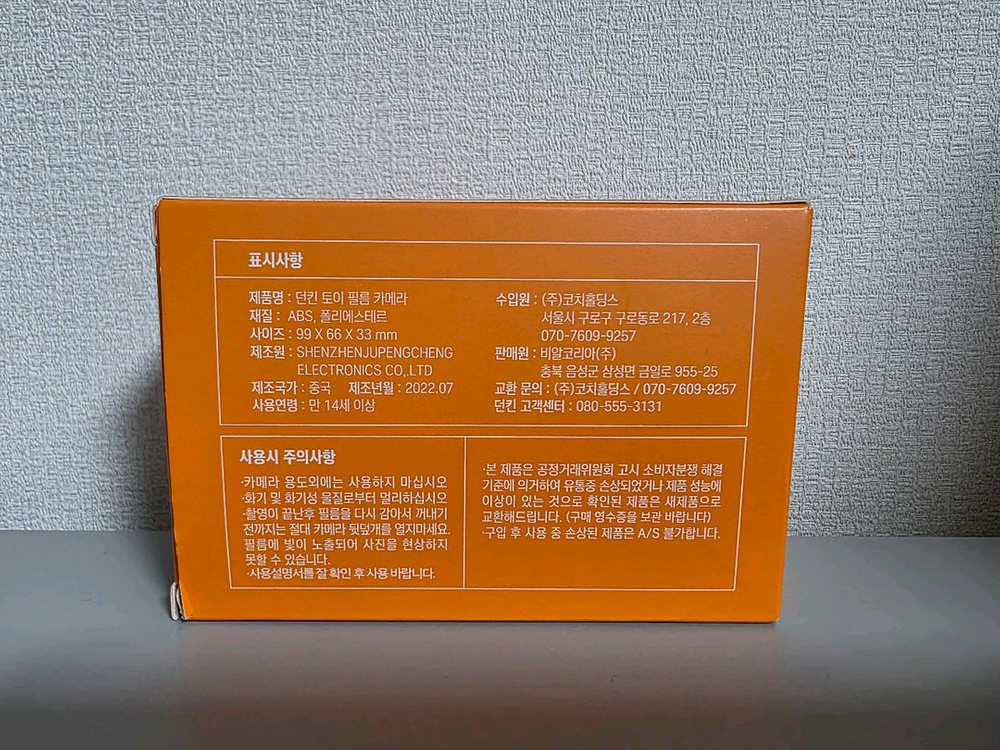 표시사항
제품명 : 던킨 토이 필름 카메라
재질 : ABS, 폴리에스테르
사이즈 : 99 X 66 X 33 mm
제조원 : SHENZHENJUPENGCHENG
ELECTRONICS CO,.LTD
제조국가 : 중국 제조년월 : 2022.07
사용연령 : 만 14세 이상
수입원 : (주)코치홀딩스
서울시 구로구 구로동로 217, 2층
070-7609-9257
판매원 : 비알코리아(주)
충북 음성군 삼성면 금일로 955-25
교환 문의 : (주)코치홀딩스 / 070-7609-9257
던킨 고객센터 : 080-555-3131
사용시 주의사항
·카메라 용도외에는 사용하지 마십시오
·화기 및 화기성 물질로부터 멀리하십시오
·촬영이 끝난후 필름을 다시 감아서 꺼내기
전까지는 절대 카메라 뒷덮개를 열지마세요.
필름에 빛이 노출되어 사진을 현상하지
못할 수 있습니다.
·사용설명서를 잘 확인 후 사용 바랍니다.
·본 제품은 공정거래위원회 고시 소비자분쟁 해결
기준에 의거하여 유통중 손상되었거나 제품 성능에
이상이 있는 것으로 확인된 제품은 새제품으로
교환해드립니다. (구매 영수증을 보관 바랍니다)
·구입 후 사용 중 손상된 제품은 A/S 불가합니다.